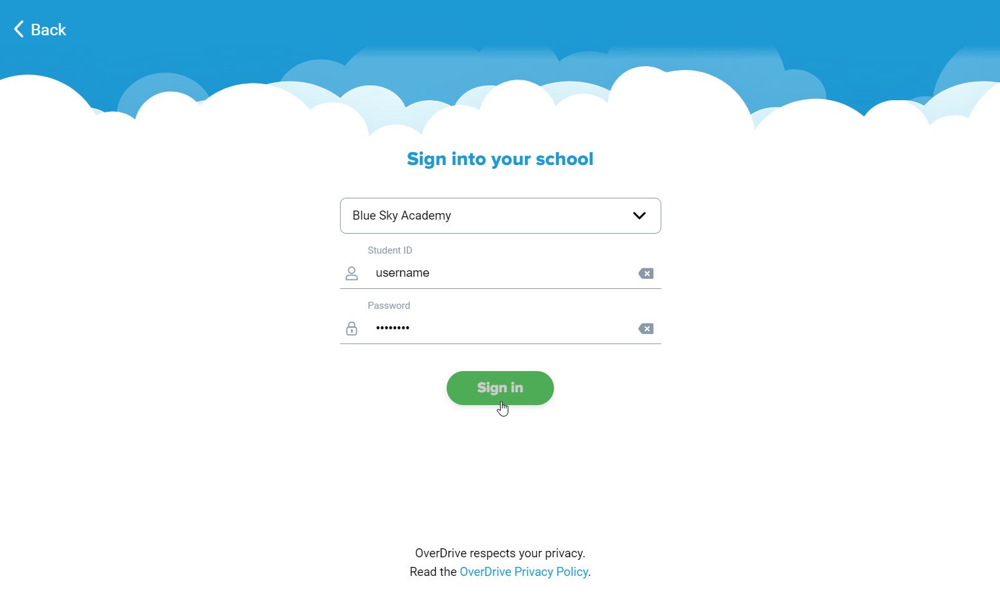 Back
Sign into your school
Blue Sky Academy
Student ID
username
Password
••••••••
Sign in
OverDrive respects your privacy.
Read the OverDrive Privacy Policy.